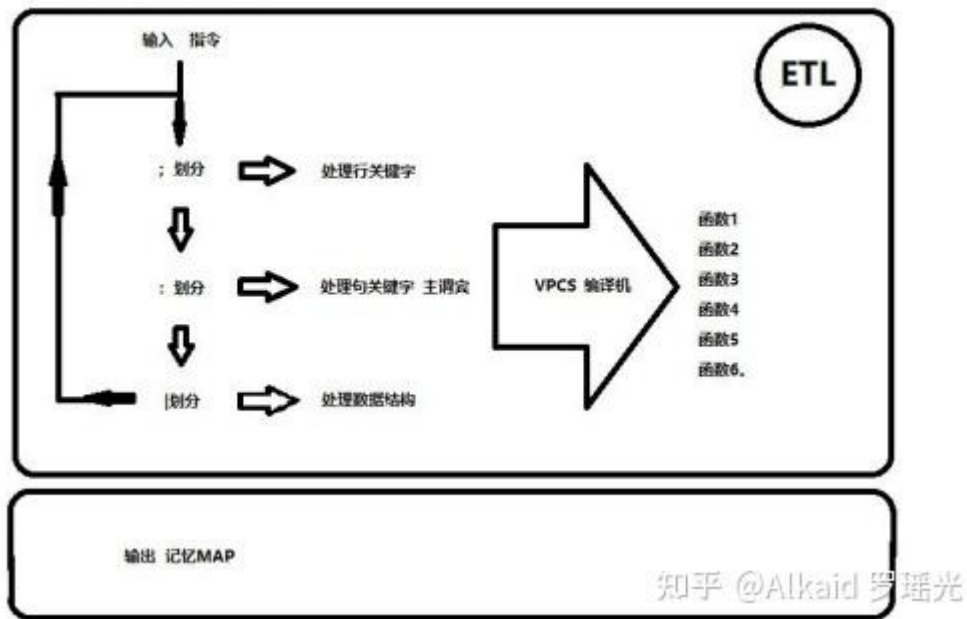 输入 指令
ETL
; 划分
处理行关键字
函数1
函数2
: 划分
处理句关键字 主谓宾
VPCS 编译机
函数3
函数4
函数5
函数6。
|划分
处理数据结构
输出 记忆MAP
知乎 @Alkaid 罗瑶光